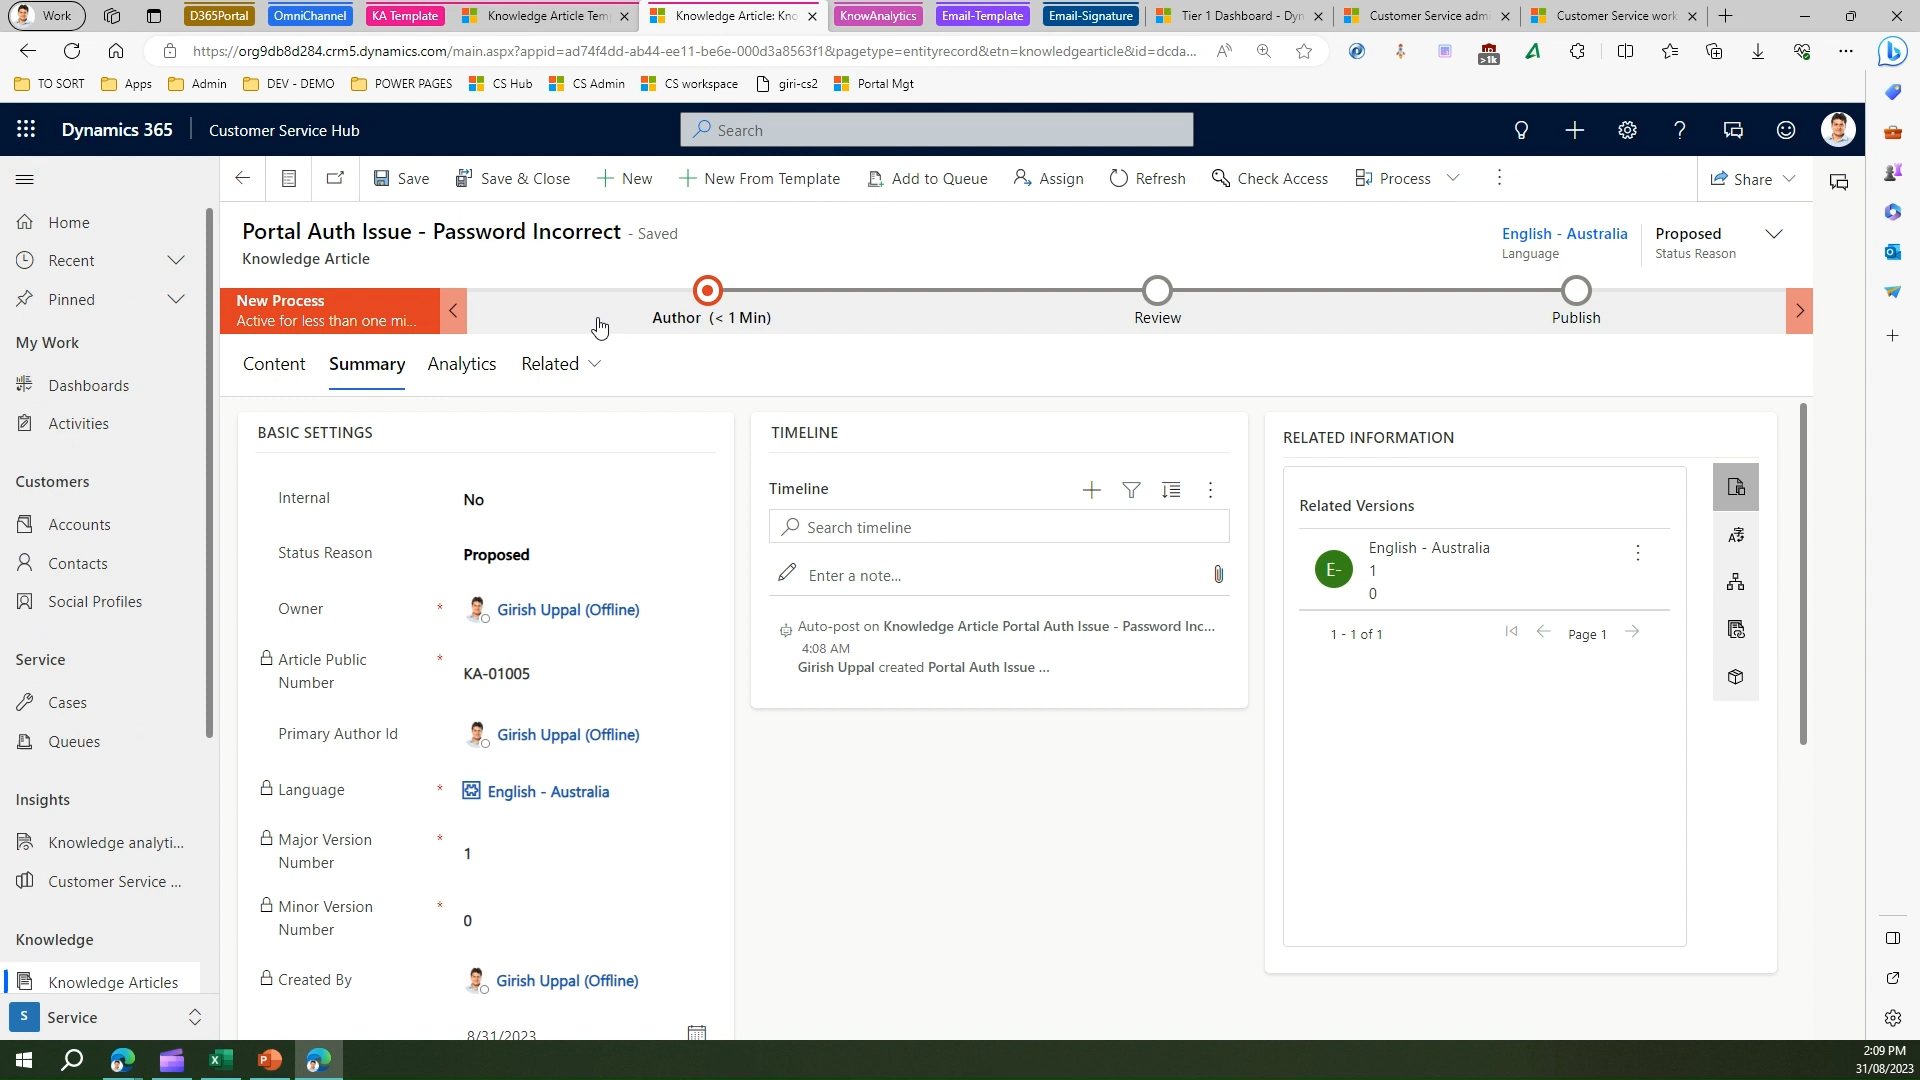 Work
D365Portal
OmniChannel
KA Template
Knowledge Article Tem
Knowledge Article: Kno
KnowAnalytics
Email-Template
Email-Signature
Tier 1 Dashboard - Dyn
Customer Service adm
Customer Service work
https://org9db8d284.crm5.dynamics.com/main.aspx?appid=ad74f4dd-ab44-ee11-be6e-000d3a8563f1&pagetype=entityrecord&etn=knowledgearticle&id=dcda...
>1k
TO SORT
Apps
Admin
DEV - DEMO
POWER PAGES
CS Hub
CS Admin
CS workspace
giri-cs2
Portal Mgt
Dynamics 365
Customer Service Hub
Search
Save
Save & Close
New
New From Template
Add to Queue
Assign
Refresh
Check Access
Process
Share
Home
Recent
Pinned
My Work
Dashboards
Activities
Customers
Accounts
Contacts
Social Profiles
Service
Cases
Queues
Insights
Knowledge analyti...
Customer Service ...
Knowledge
Knowledge Articles
S Service
Portal Auth Issue - Password Incorrect - Saved
Knowledge Article
English - Australia
Language
Proposed
Status Reason
New Process
Active for less than one mi...
Author (< 1 Min)
Review
Publish
Content
Summary
Analytics
Related
BASIC SETTINGS
Internal
No
Status Reason
Proposed
Owner
*
Girish Uppal (Offline)
Article Public
Number
*
KA-01005
Primary Author Id
Girish Uppal (Offline)
Language
*
English - Australia
Major Version
Number
*
1
Minor Version
Number
*
0
Created By
Girish Uppal (Offline)
8/31/2023
TIMELINE
Timeline
Search timeline
Enter a note...
Auto-post on Knowledge Article Portal Auth Issue - Password Inc...
4:08 AM
Girish Uppal created Portal Auth Issue ...
RELATED INFORMATION
Related Versions
E-
English - Australia
1
0
1 - 1 of 1
Page 1
2:09 PM
31/08/2023